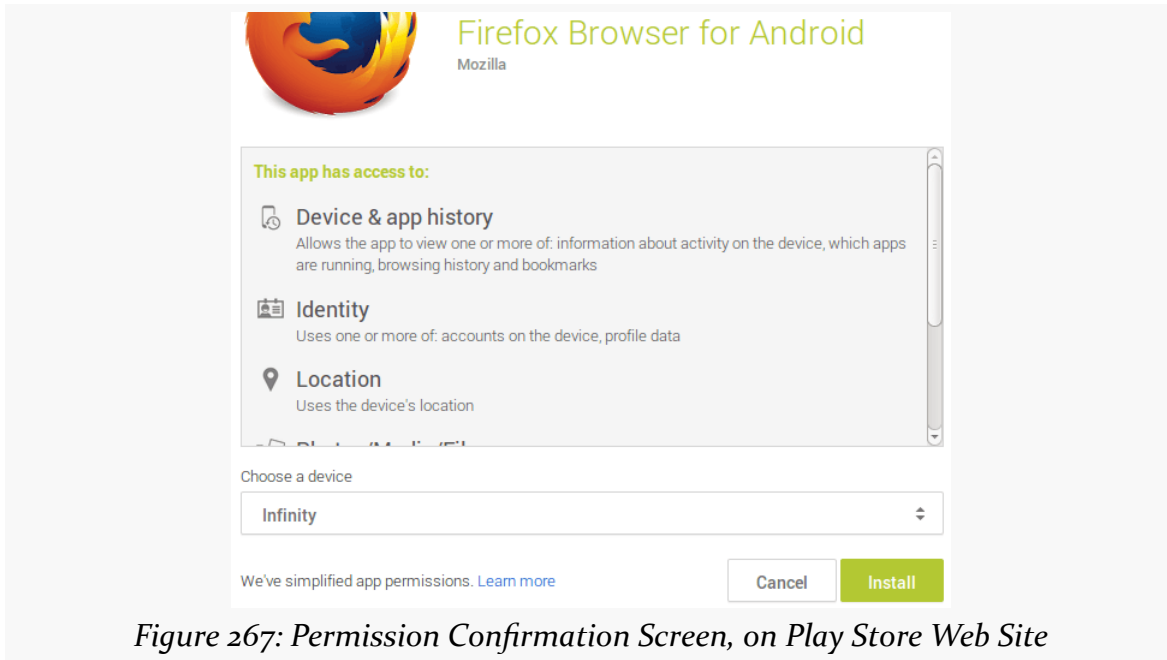 Firefox Browser for Android
Mozilla
This app has access to:
Device & app history
Allows the app to view one or more of: information about activity on the device, which apps
are running, browsing history and bookmarks
Identity
Uses one or more of: accounts on the device, profile data
Location
Uses the device's location
Choose a device
Infinity
We've simplified app permissions. Learn more
Cancel
Install
Figure 267: Permission Confirmation Screen, on Play Store Web Site